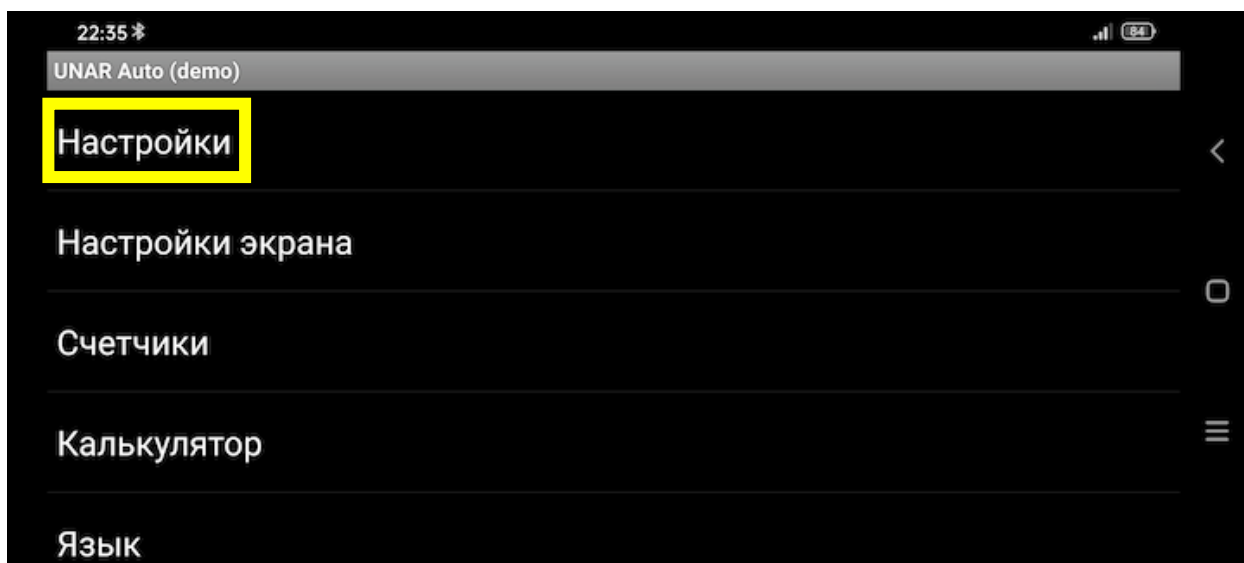 22:35
84
UNAR Auto (demo)
Настройки
Настройки экрана
Счетчики
Калькулятор
Язык